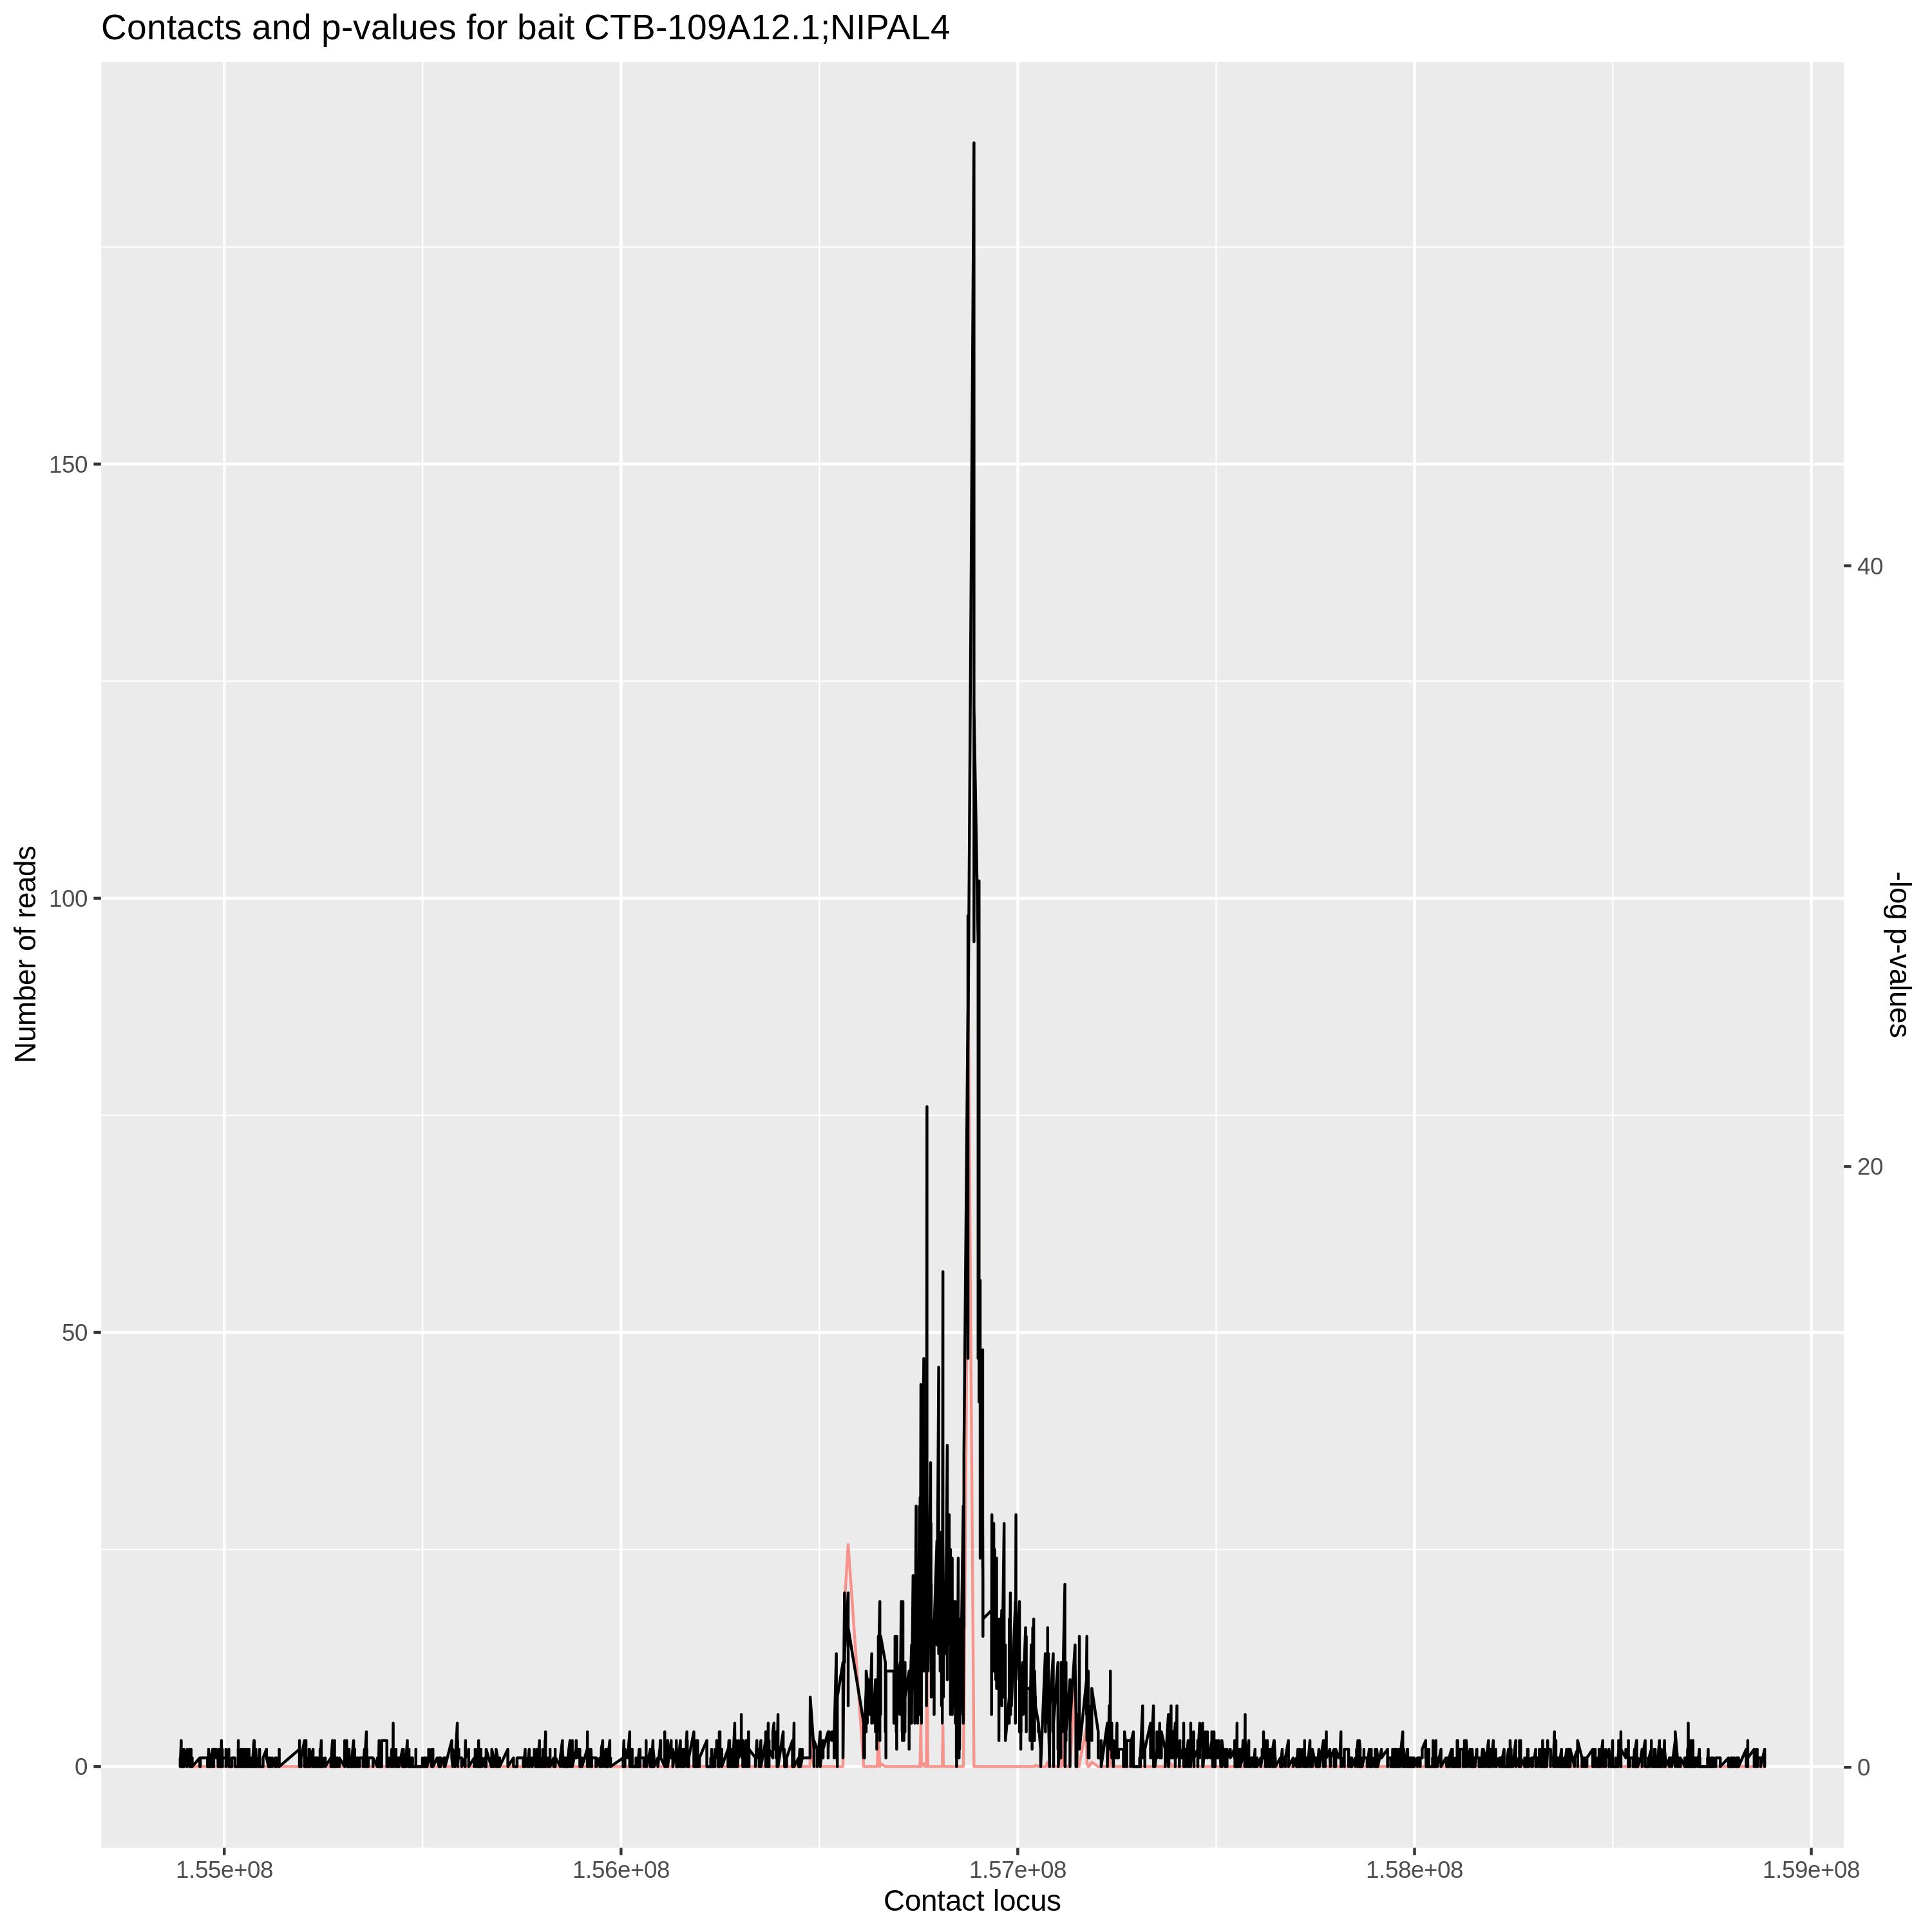 Contacts and p-values for bait CTB-109A12.1;NIPAL4
150
100
50
0
Number of reads
40
20
0
-log p-values
1.55e+08 1.56e+08 1.57e+08 1.58e+08 1.59e+08
Contact locus